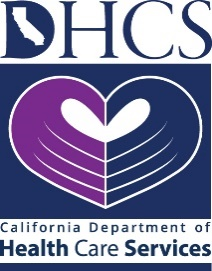 DHCS
California Department of
Health Care Services